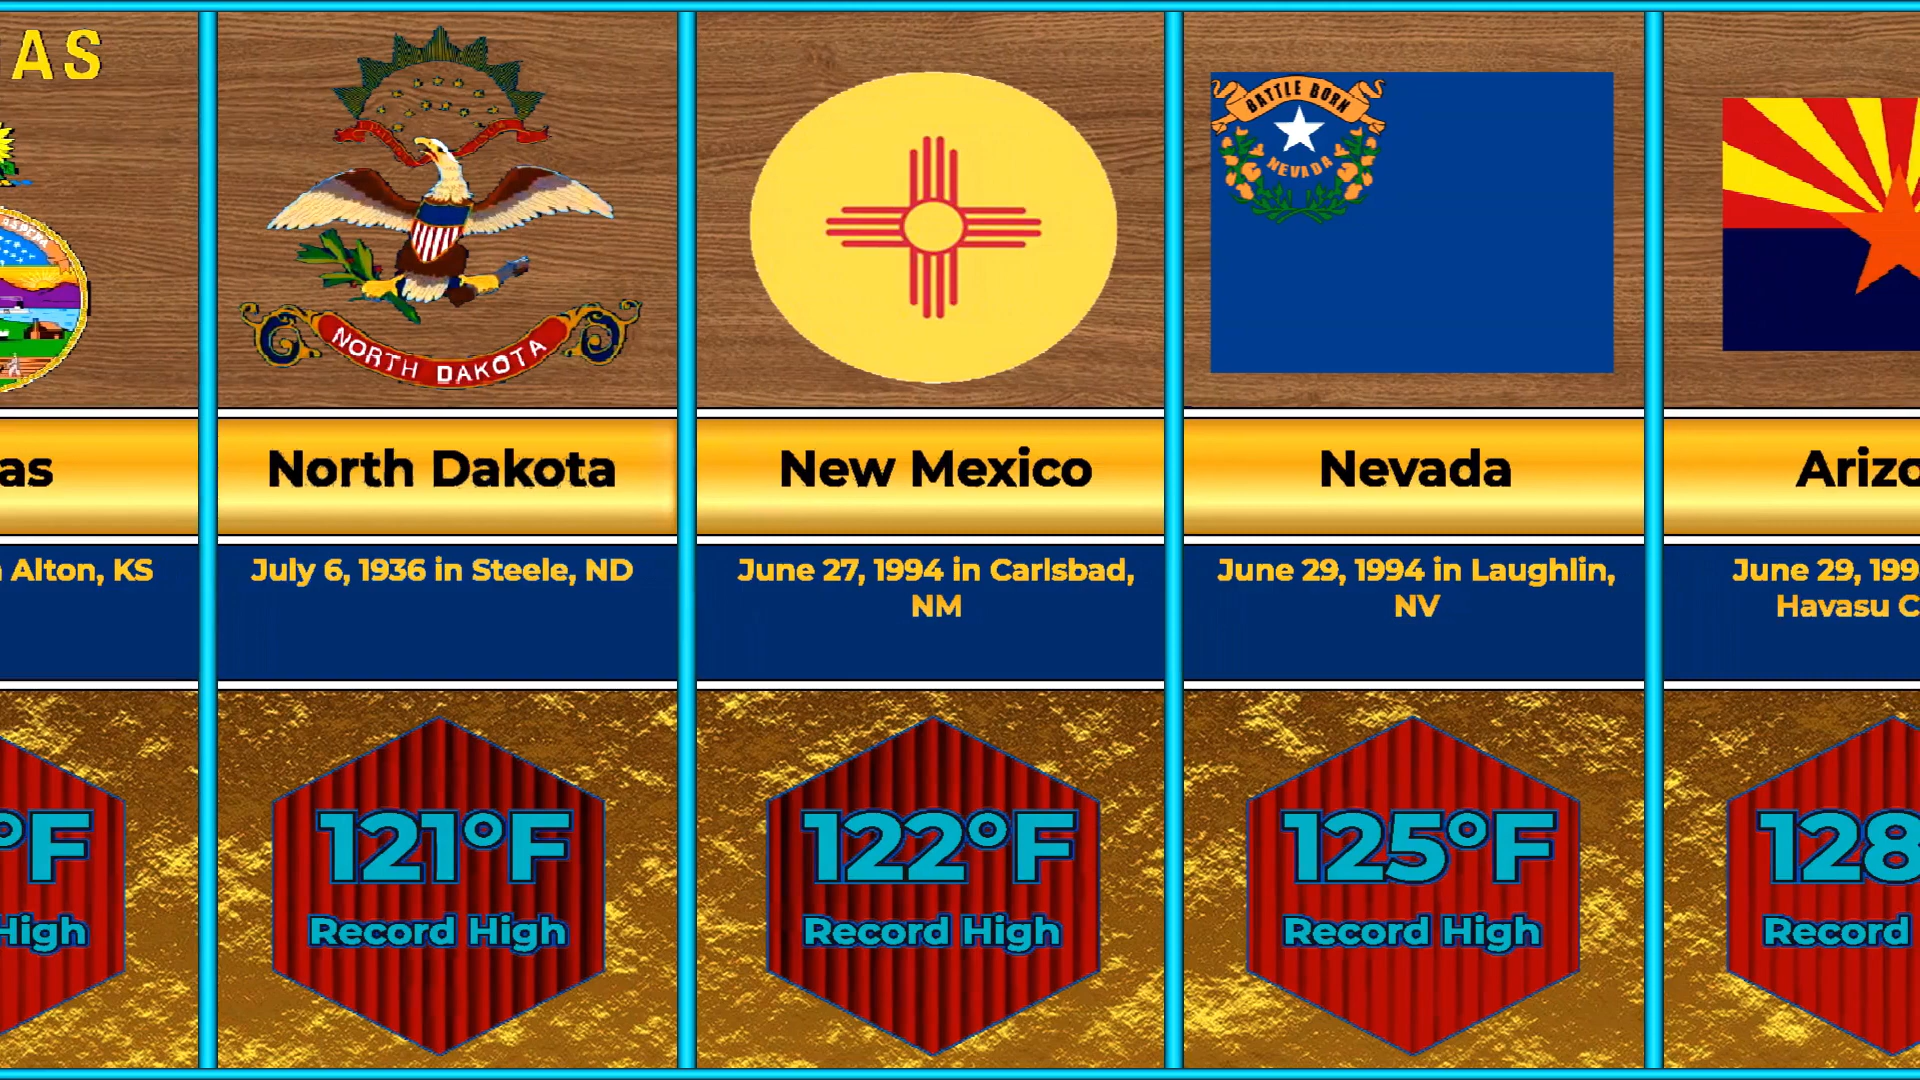 AS
NORTH DAKOTA
BATTLE BORN
NEVADA
as
North Dakota
New Mexico
Nevada
Arizo
Alton, KS
July 6, 1936 in Steele, ND
June 27, 1994 in Carlsbad,
NM
June 29, 1994 in Laughlin,
NV
June 29, 199
Havasu C
°F
High
121°F
Record High
122°F
Record High
125°F
Record High
128
Record